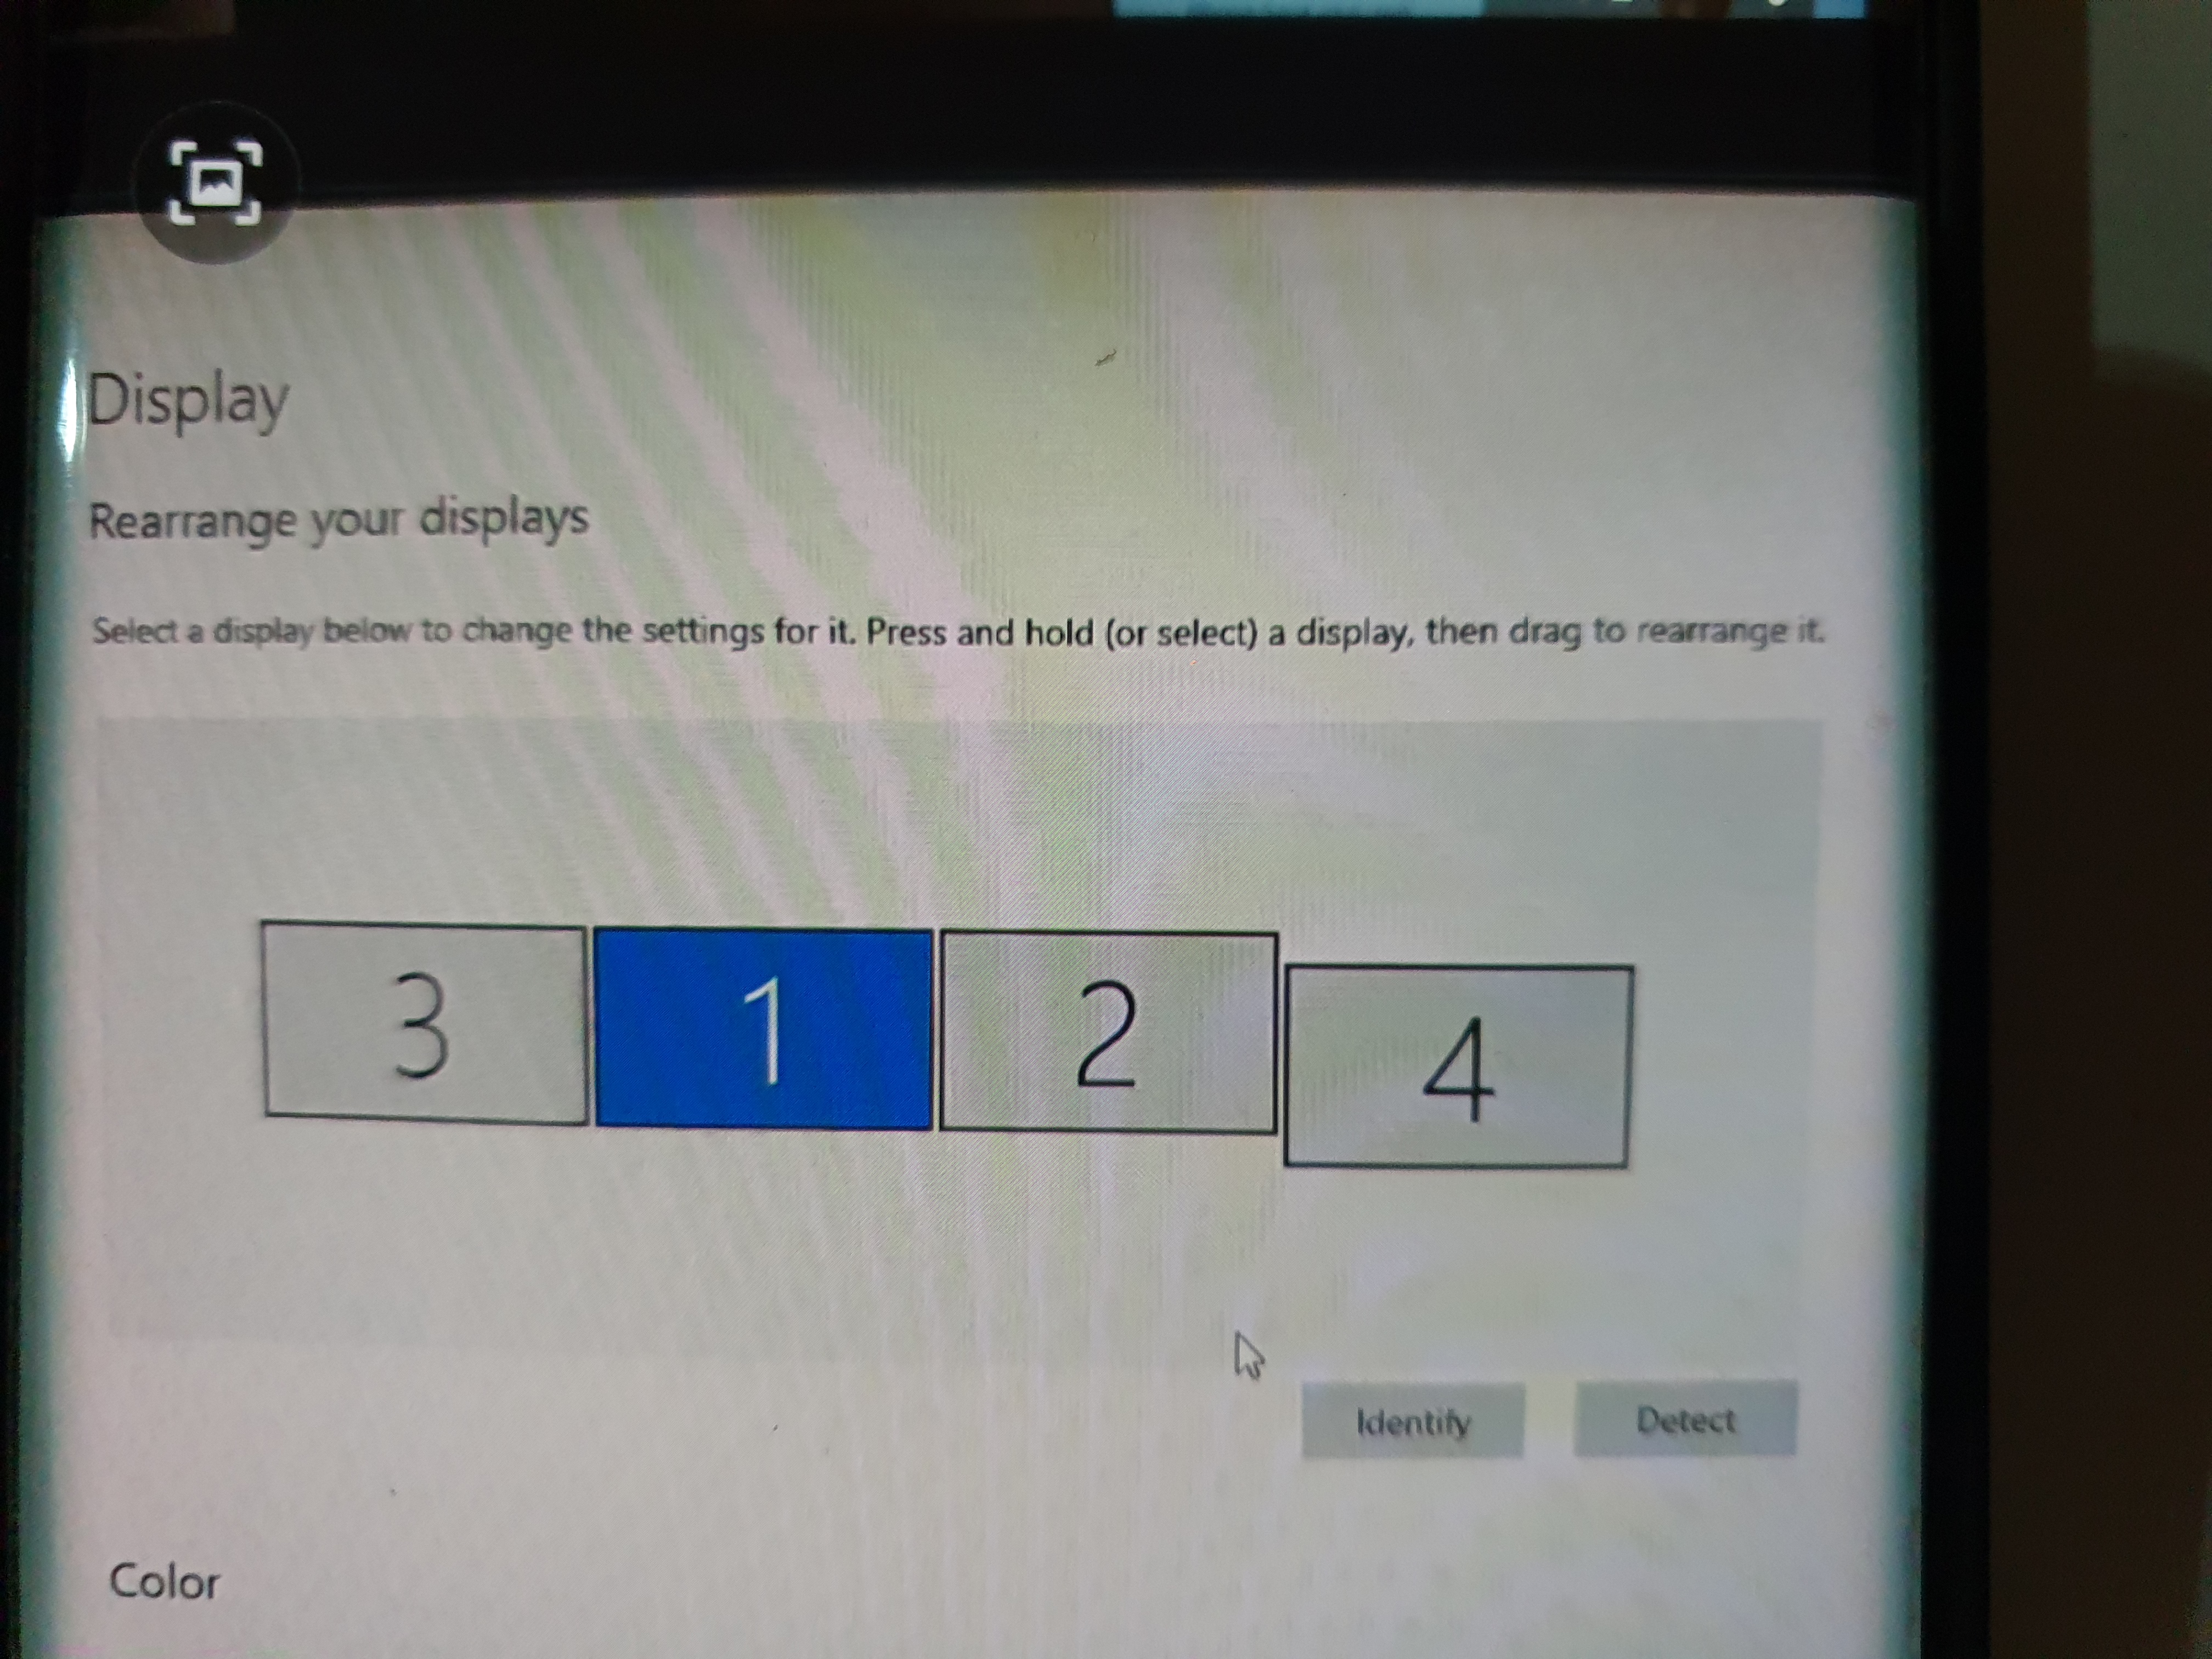 Display
Rearrange your displays
Select a display below to change the settings for it. Press and hold (or select) a display, then drag to rearrange it.
3 1 2 4
Identify Detect
Color